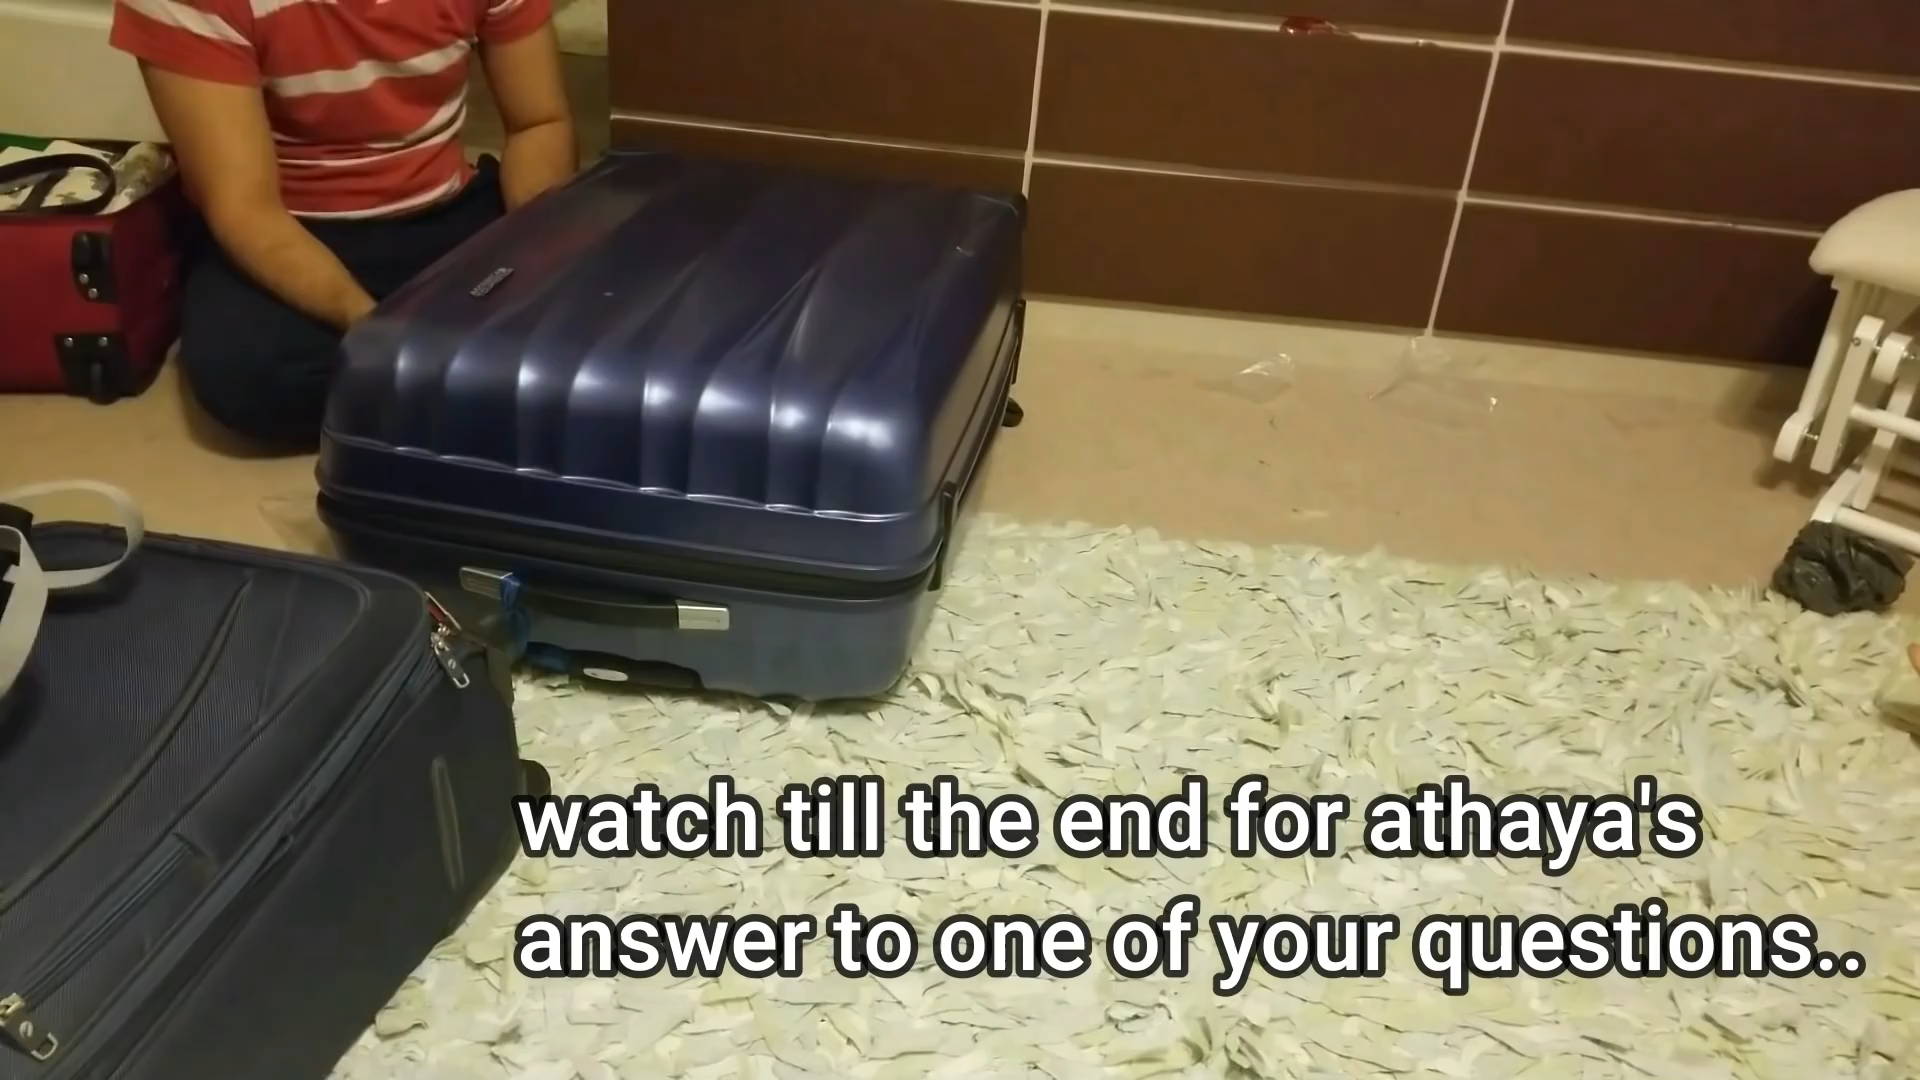 watch till the end for athaya's
answer to one of your questions..